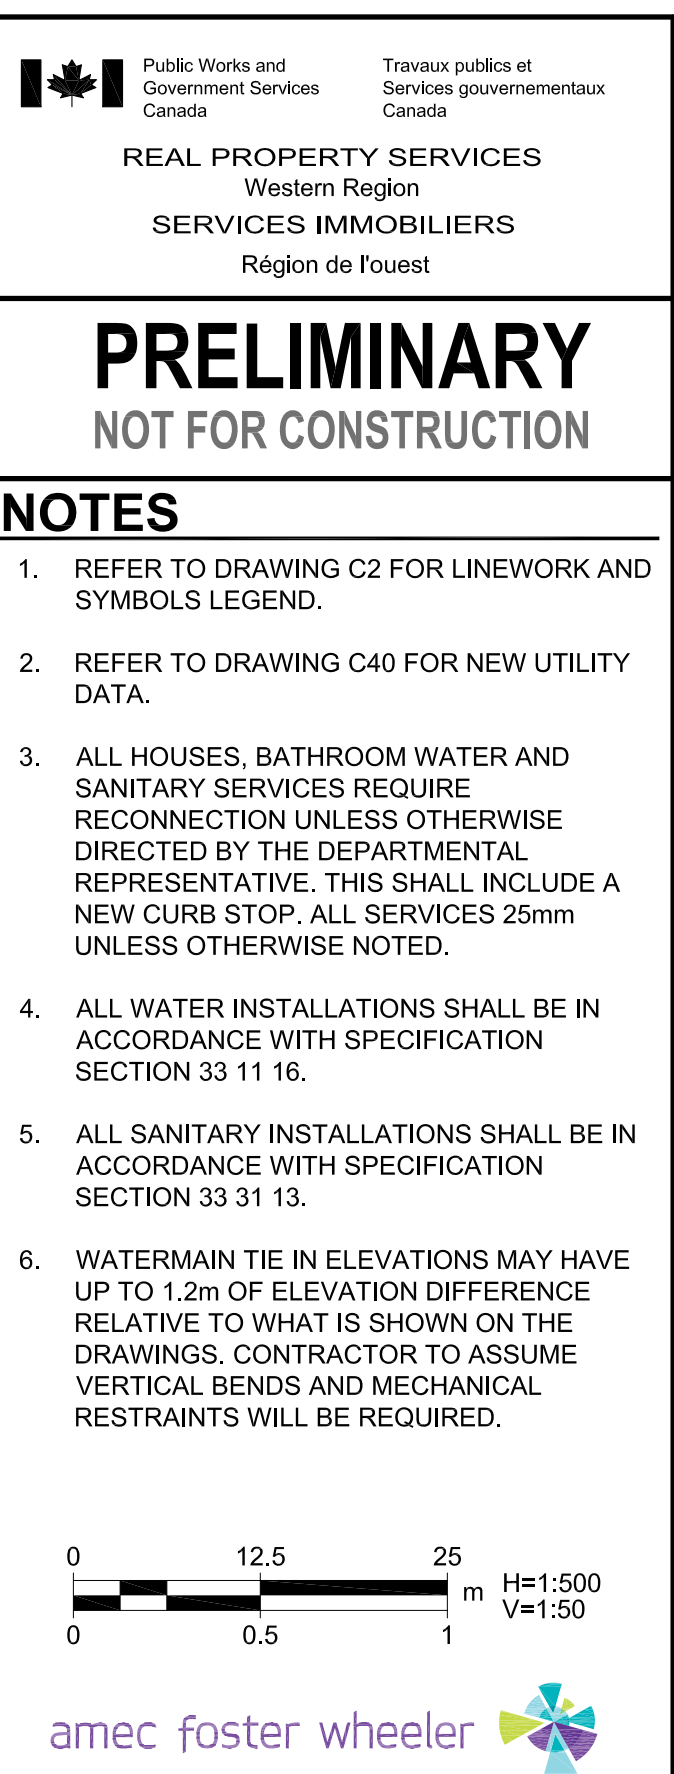 Public Works and
Government Services
Canada
Travaux publics et
Services gouvernementaux
Canada
REAL PROPERTY SERVICES
Western Region
SERVICES IMMOBILIERS
Région de l'ouest
PRELIMINARY
NOT FOR CONSTRUCTION
NOTES
1. REFER TO DRAWING C2 FOR LINEWORK AND
SYMBOLS LEGEND.
2. REFER TO DRAWING C40 FOR NEW UTILITY
DATA.
3. ALL HOUSES, BATHROOM WATER AND
SANITARY SERVICES REQUIRE
RECONNECTION UNLESS OTHERWISE
DIRECTED BY THE DEPARTMENTAL
REPRESENTATIVE. THIS SHALL INCLUDE A
NEW CURB STOP. ALL SERVICES 25mm
UNLESS OTHERWISE NOTED.
4. ALL WATER INSTALLATIONS SHALL BE IN
ACCORDANCE WITH SPECIFICATION
SECTION 33 11 16.
5. ALL SANITARY INSTALLATIONS SHALL BE IN
ACCORDANCE WITH SPECIFICATION
SECTION 33 31 13.
6. WATERMAIN TIE IN ELEVATIONS MAY HAVE
UP TO 1.2m OF ELEVATION DIFFERENCE
RELATIVE TO WHAT IS SHOWN ON THE
DRAWINGS. CONTRACTOR TO ASSUME
VERTICAL BENDS AND MECHANICAL
RESTRAINTS WILL BE REQUIRED.
0 12.5 25
m H=1:500
V=1:50
0 0.5 1
amec foster wheeler